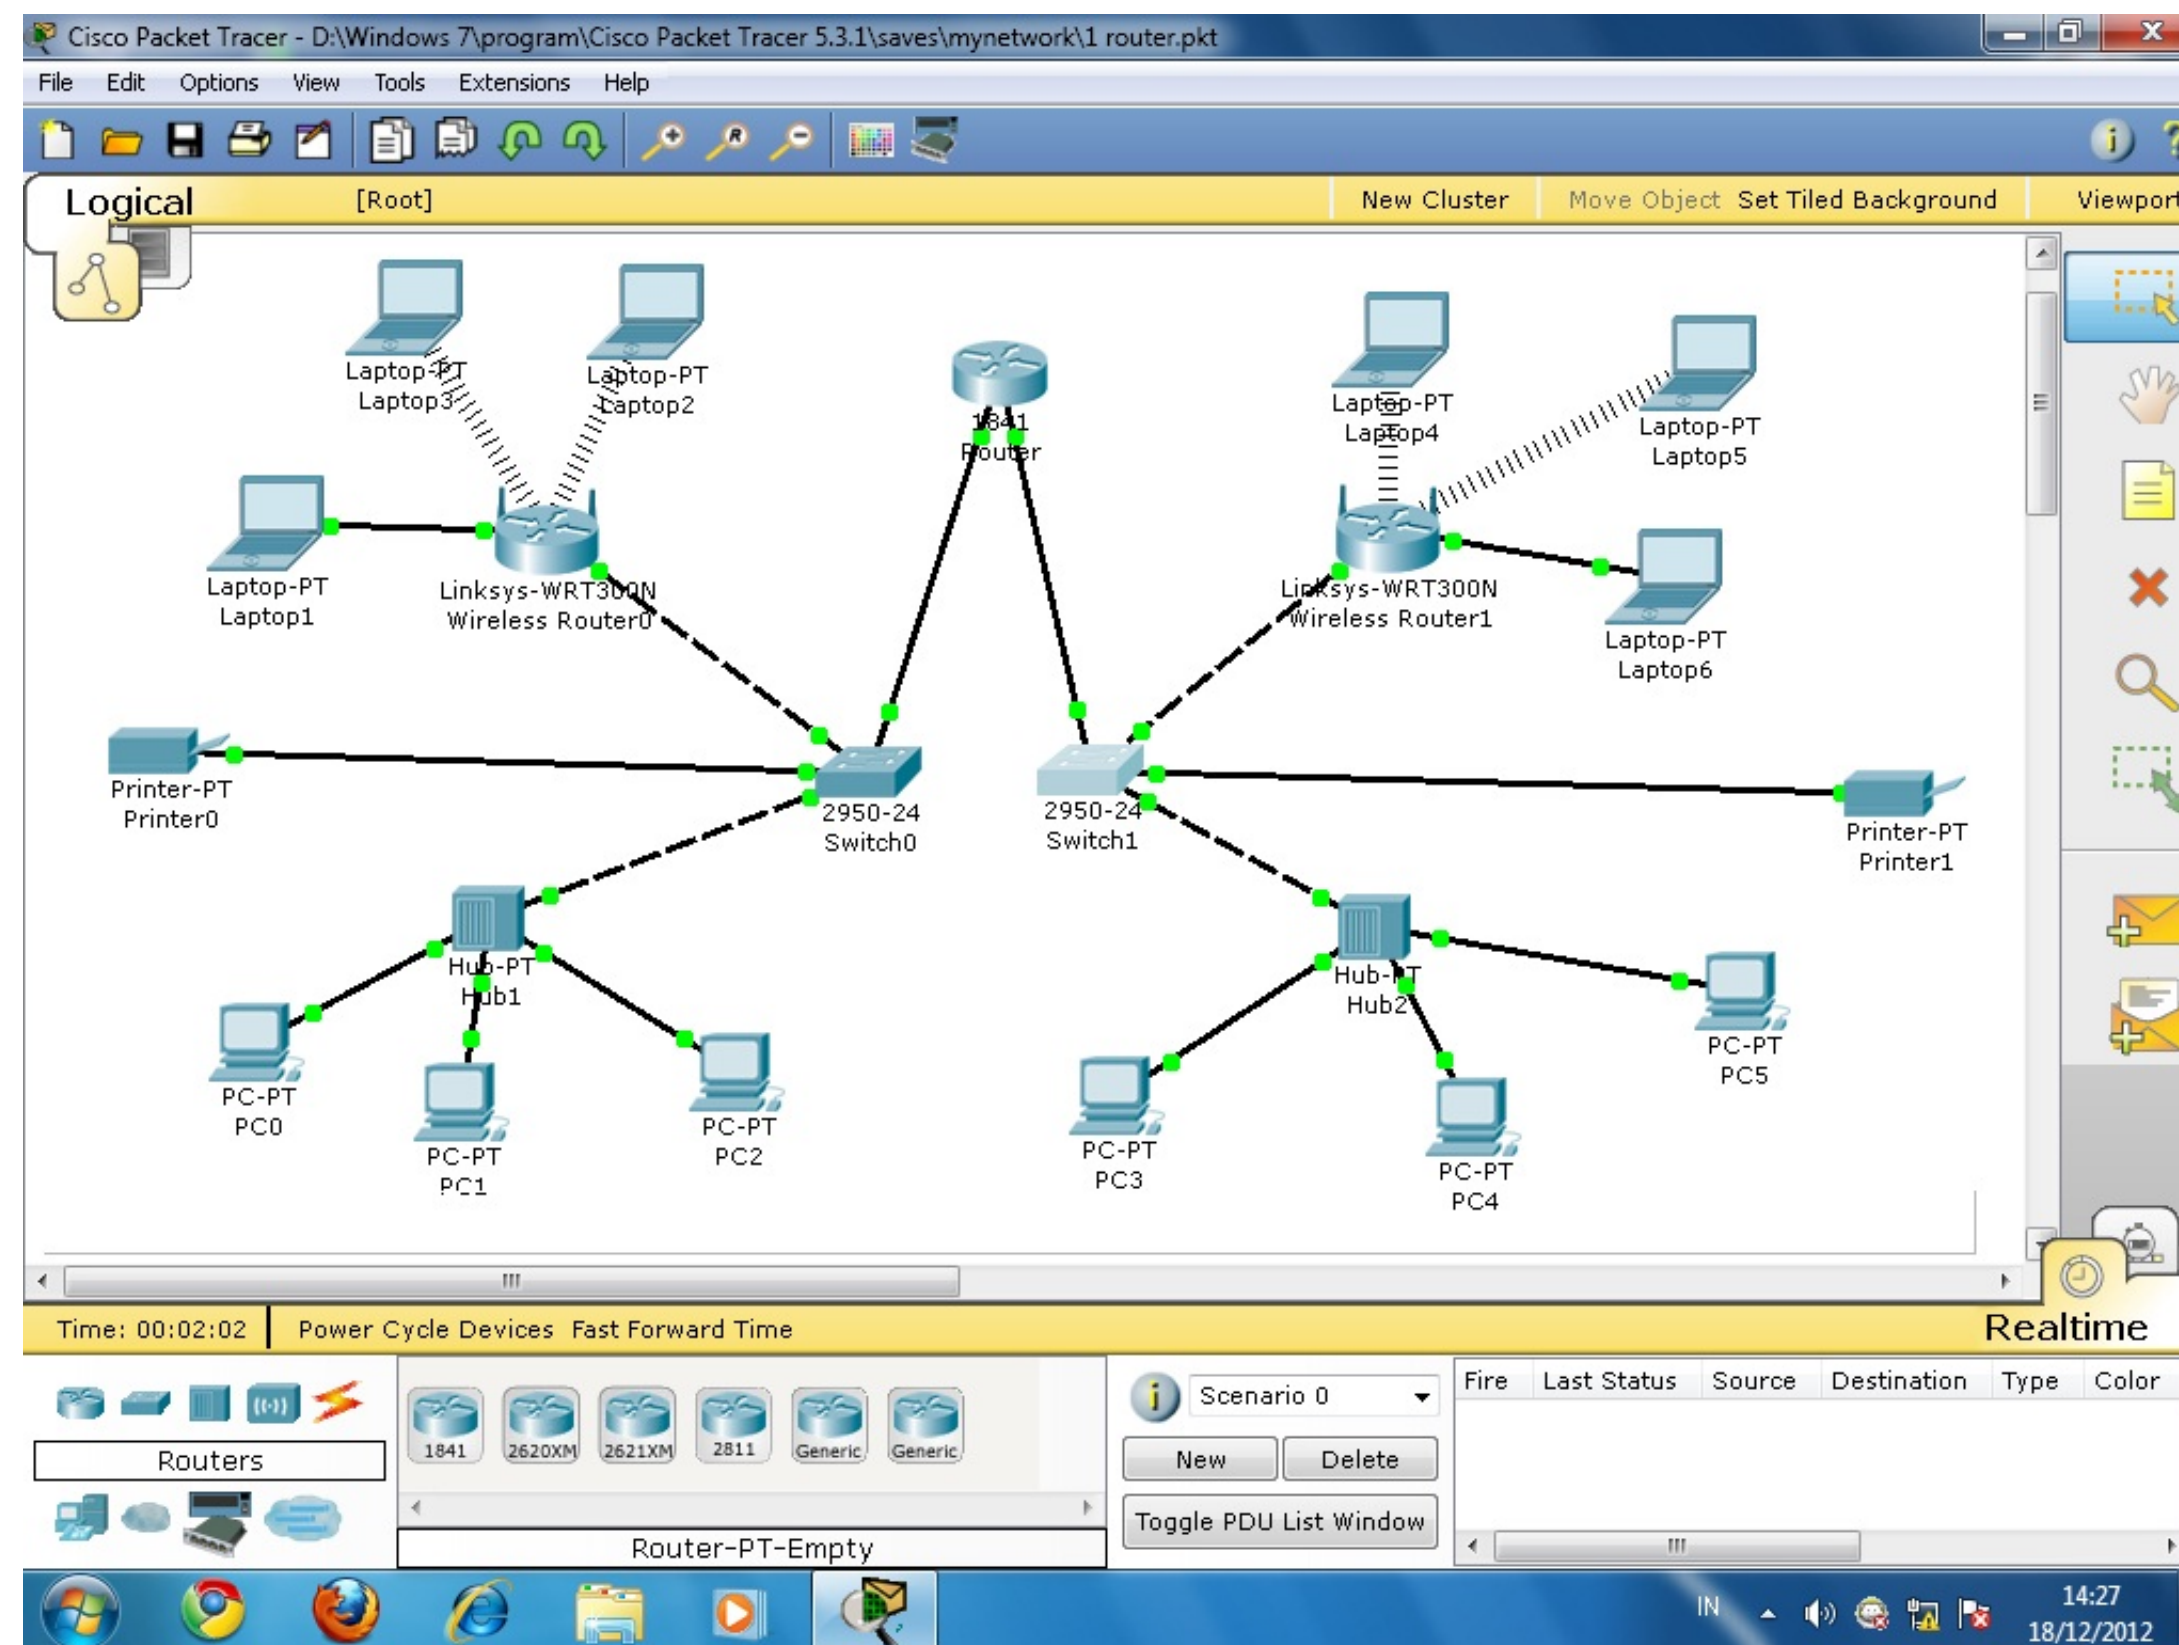 Cisco Packet Tracer - D:\Windows 7\program\Cisco Packet Tracer 5.3.1\saves\mynetwork\1 router.pkt
File Edit Options View Tools Extensions Help
Logical [Root] New Cluster Move Object Set Tiled Background Viewport
Laptop-PT
Laptop3
Laptop-PT
Laptop2
1841
Router
Laptop-PT
Laptop4
Laptop-PT
Laptop5
Laptop-PT
Laptop1
Linksys-WRT300N
Wireless Router0
Linksys-WRT300N
Wireless Router1
Laptop-PT
Laptop6
Printer-PT
Printer0
2950-24
Switch0
2950-24
Switch1
Printer-PT
Printer1
Hub-PT
Hub1
Hub-PT
Hub2
PC-PT
PC0
PC-PT
PC1
PC-PT
PC2
PC-PT
PC3
PC-PT
PC4
PC-PT
PC5
Time: 00:02:02 Power Cycle Devices Fast Forward Time Realtime
Routers
1841 2620XM 2621XM 2811 Generic Generic
Router-PT-Empty
Scenario 0
New Delete
Toggle PDU List Window
Fire Last Status Source Destination Type Color
IN
14:27
18/12/2012